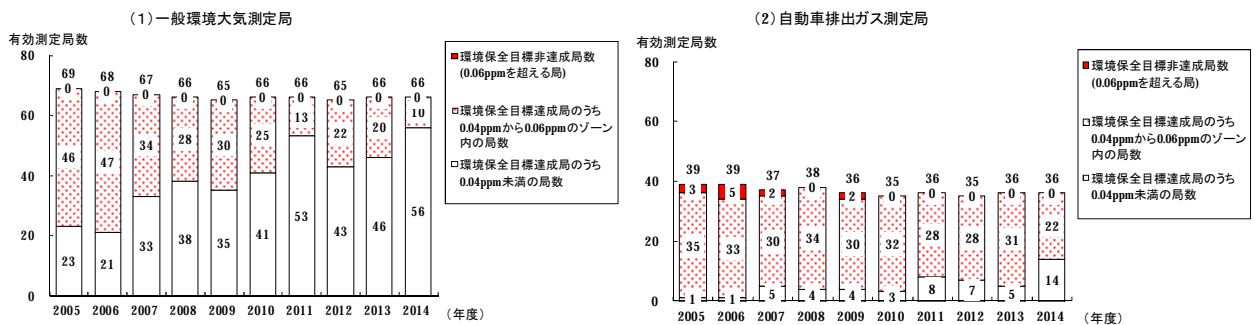 (1)一般環境大気測定局
有効測定局数
80
60
40
20
0
69 68 67 66 65 66 66 65 66 66
0 0 0 0 0 0 0 0 0 0
46 47 34 28 30 25 13 22 20 10
23 21 33 38 35 41 53 43 46 56
2005 2006 2007 2008 2009 2010 2011 2012 2013 2014
(年度)
環境保全目標非達成局数
(0.06ppmを超える局)
環境保全目標達成局のうち
0.04ppmから0.06ppmのゾーン
内の局数
環境保全目標達成局のうち
0.04ppm未満の局数
(2)自動車排出ガス測定局
有効測定局数
80
60
40
20
0
39 39 37 38 36 35 36 35 36 36
3 5 2 0 2 0 0 0 0 0
35 33 30 34 30 32 28 28 31 22
1 1 5 4 4 3 8 7 5 14
2005 2006 2007 2008 2009 2010 2011 2012 2013 2014
(年度)
環境保全目標非達成局数
(0.06ppmを超える局)
環境保全目標達成局のうち
0.04ppmから0.06ppmのゾーン
内の局数
環境保全目標達成局のうち
0.04ppm未満の局数